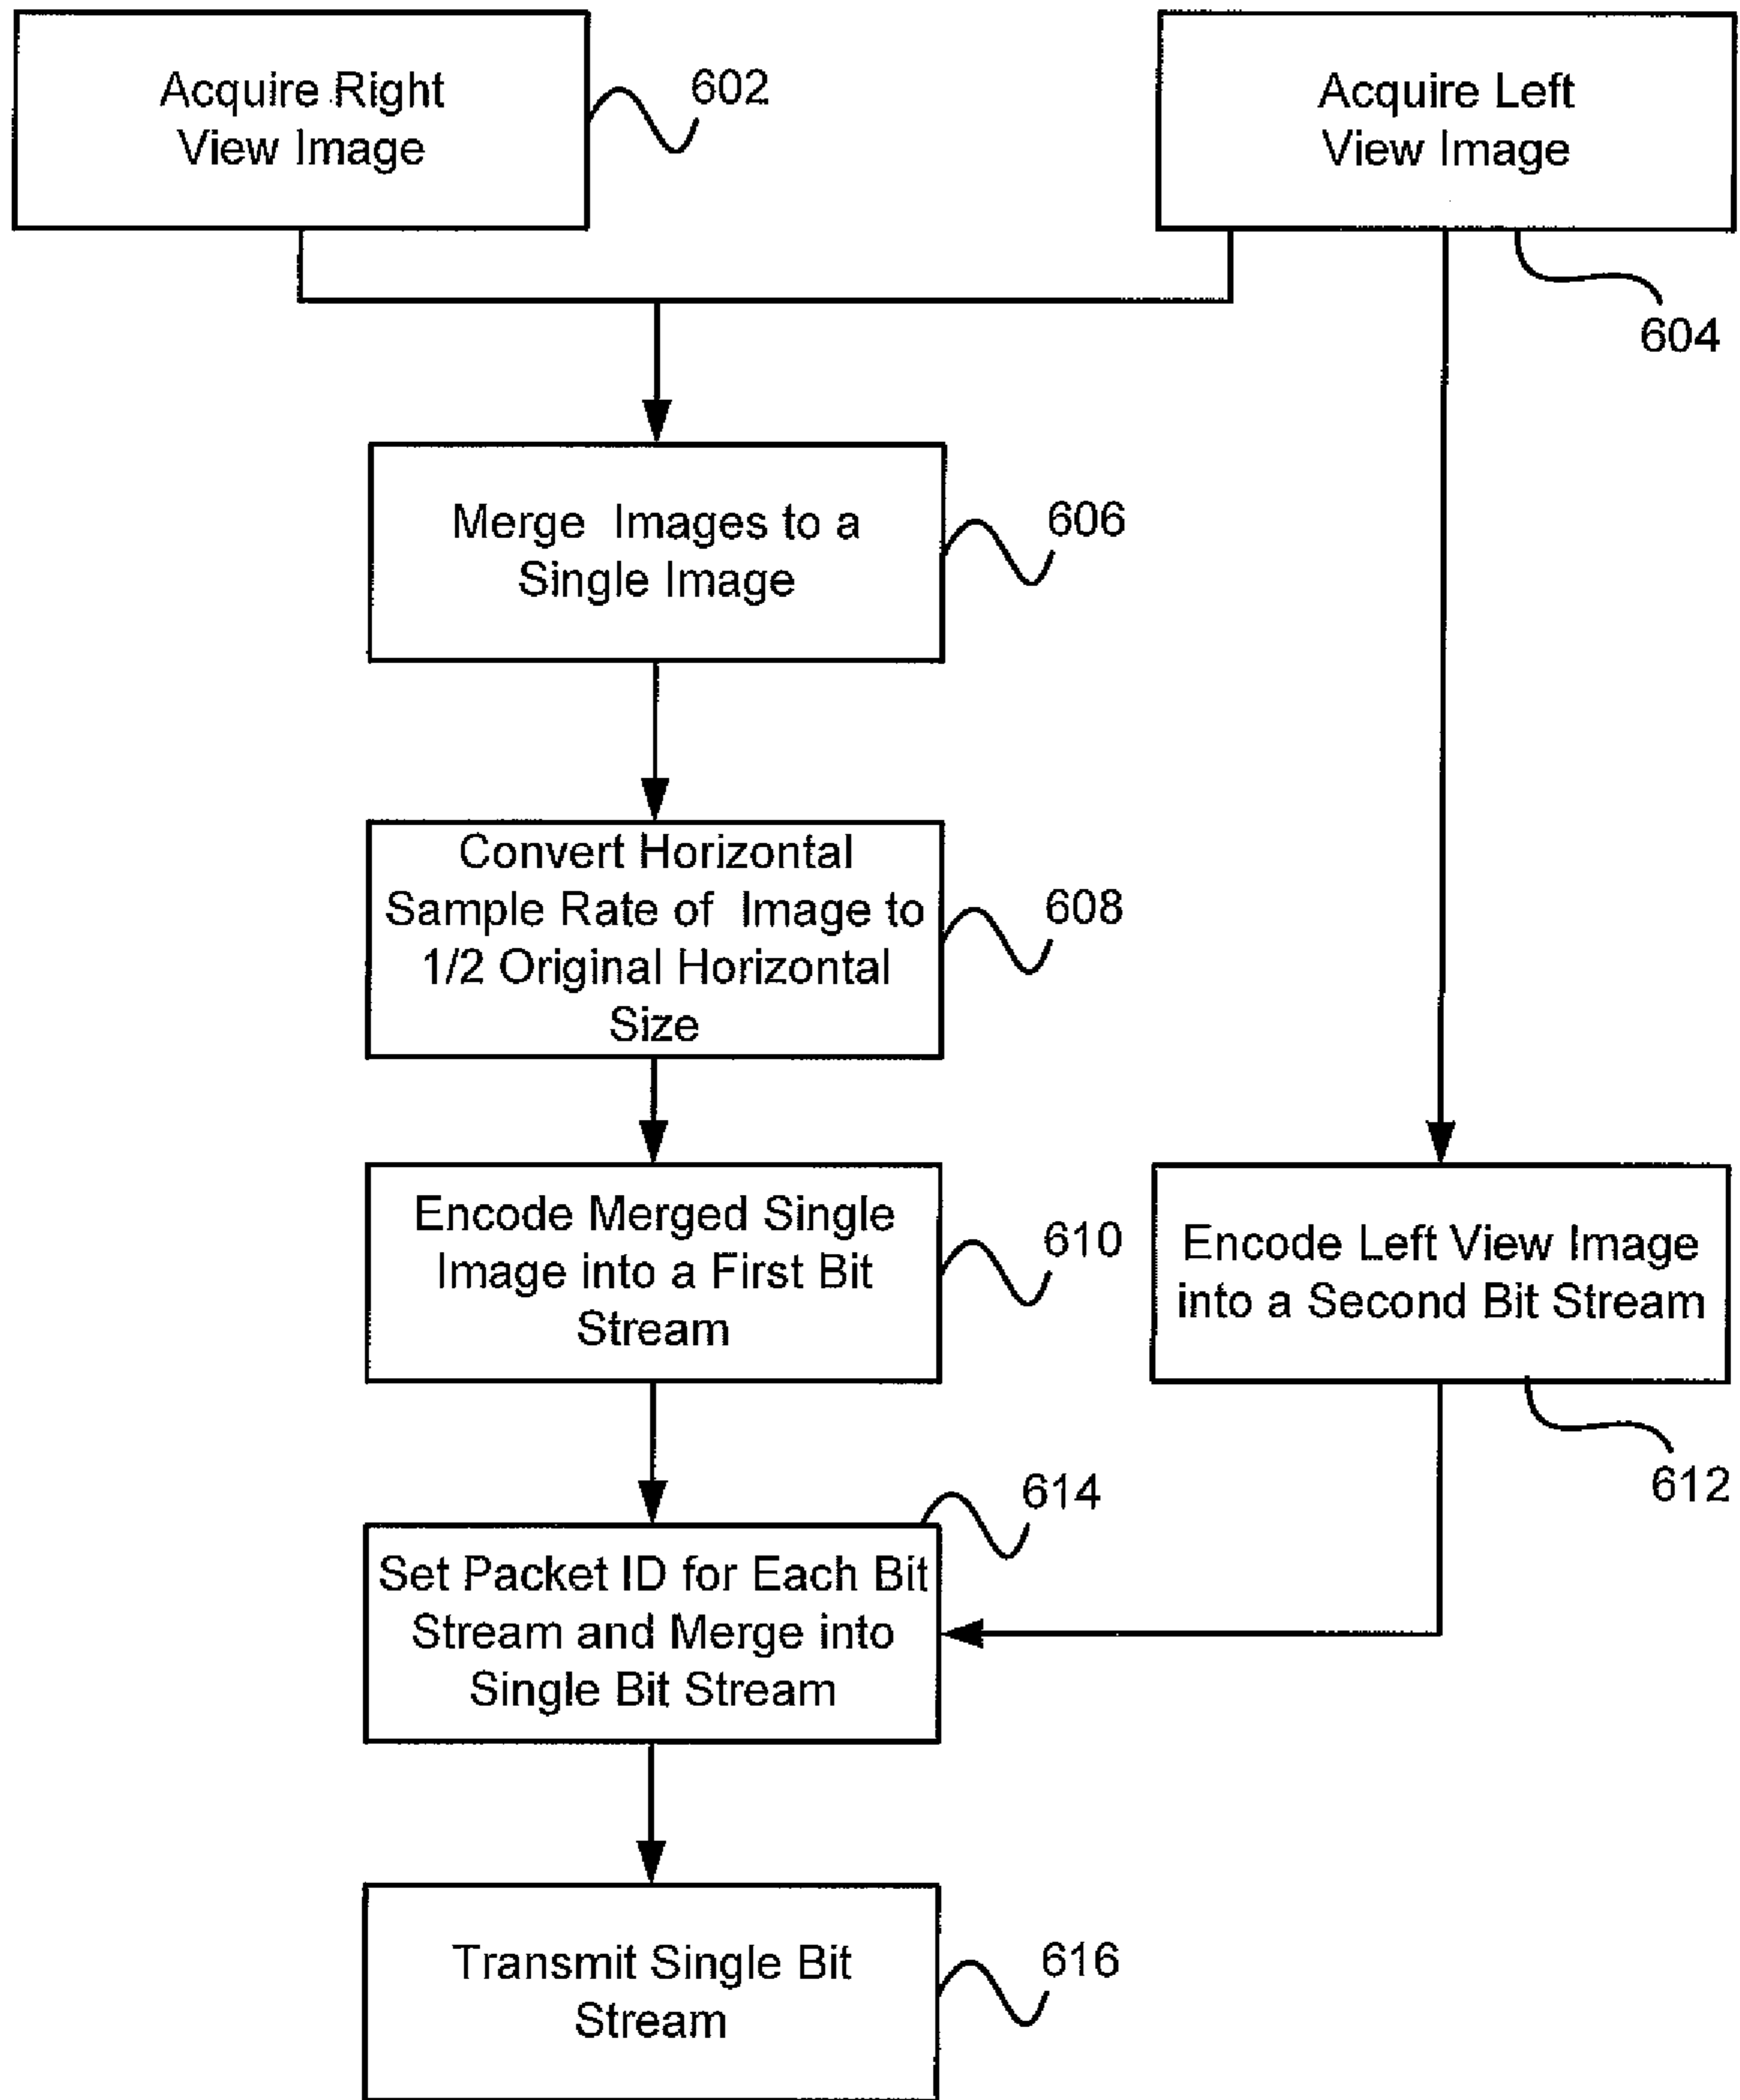 Acquire Right
View Image
602
Acquire Left
View Image
604
Merge Images to a
Single Image
606
Convert Horizontal
Sample Rate of Image to
1/2 Original Horizontal
Size
608
Encode Merged Single
Image into a First Bit
Stream
610
Encode Left View Image
into a Second Bit Stream
612
614
Set Packet ID for Each Bit
Stream and Merge into
Single Bit Stream
Transmit Single Bit
Stream
616